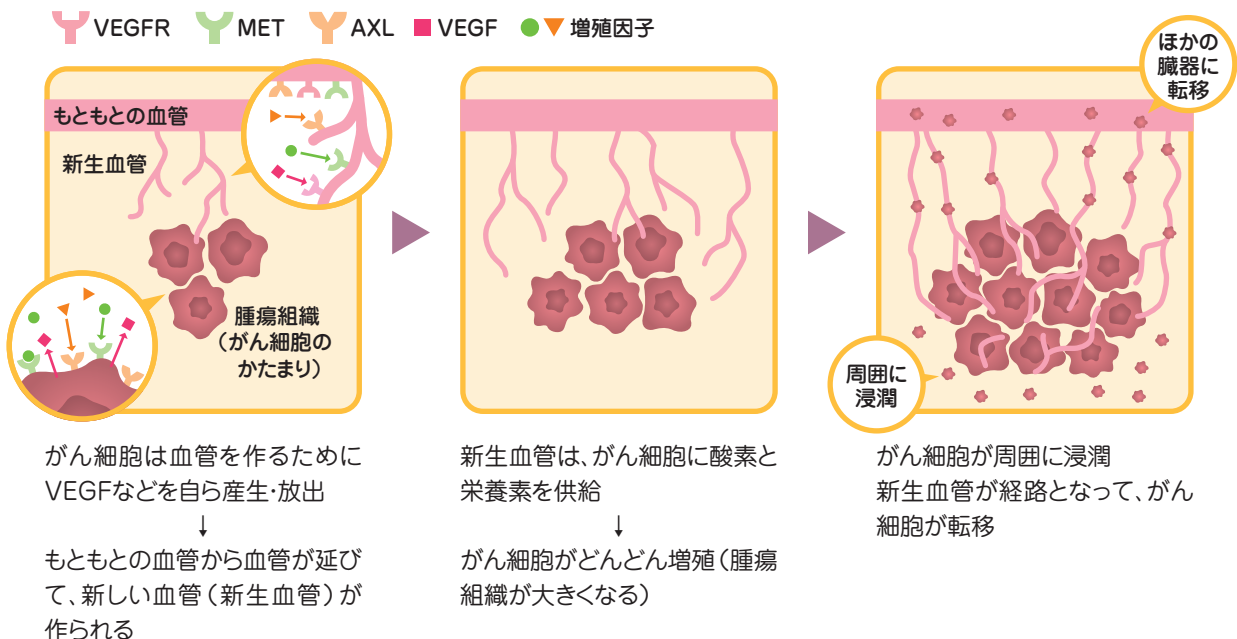 VEGFR MET AXL VEGF 増殖因子
もともとの血管
新生血管
腫瘍組織
(がん細胞の
かたまり)
ほかの
臓器に
転移
周囲に
浸潤
がん細胞は血管を作るために
VEGFなどを自ら産生・放出
↓
もともとの血管から血管が延び
て、新しい血管(新生血管)が
作られる
新生血管は、がん細胞に酸素と
栄養素を供給
↓
がん細胞がどんどん増殖(腫瘍
組織が大きくなる)
がん細胞が周囲に浸潤
新生血管が経路となって、がん
細胞が転移